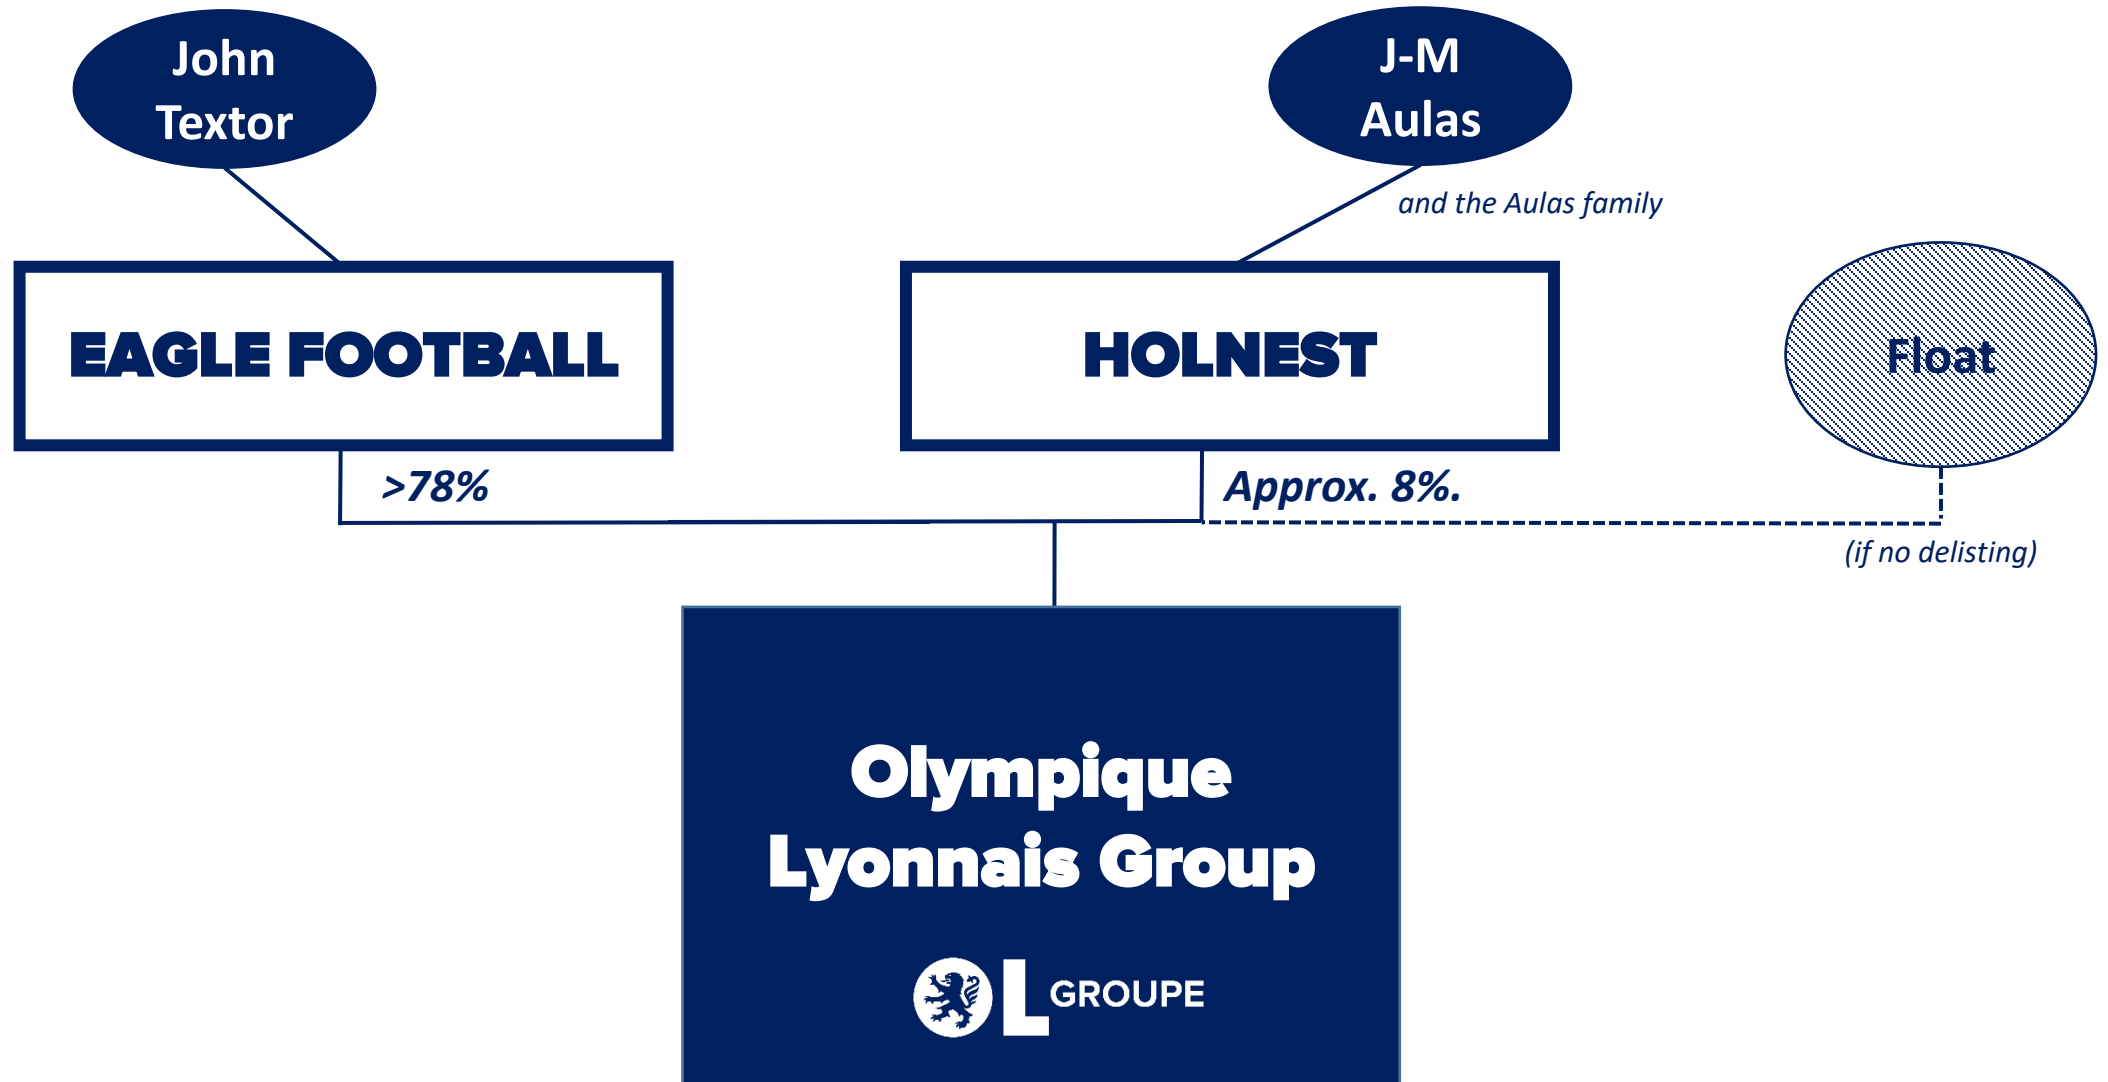 John
Textor
J-M
Aulas
and the Aulas family
EAGLE FOOTBALL
HOLNEST
Float
>78%
Approx. 8%.
(if no delisting)
Olympique
Lyonnais Group
L GROUPE